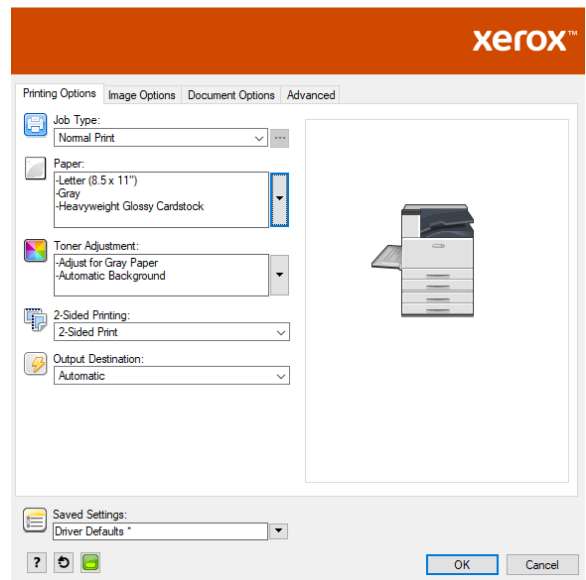 xerox™
Printing Options Image Options Document Options Advanced
Job Type:
Normal Print
Paper:
-Letter (8.5 x 11")
-Gray
-Heavyweight Glossy Cardstock
Toner Adjustment:
-Adjust for Gray Paper
-Automatic Background
2-Sided Printing:
2-Sided Print
Output Destination:
Automatic
Saved Settings:
Driver Defaults *
?
OK Cancel